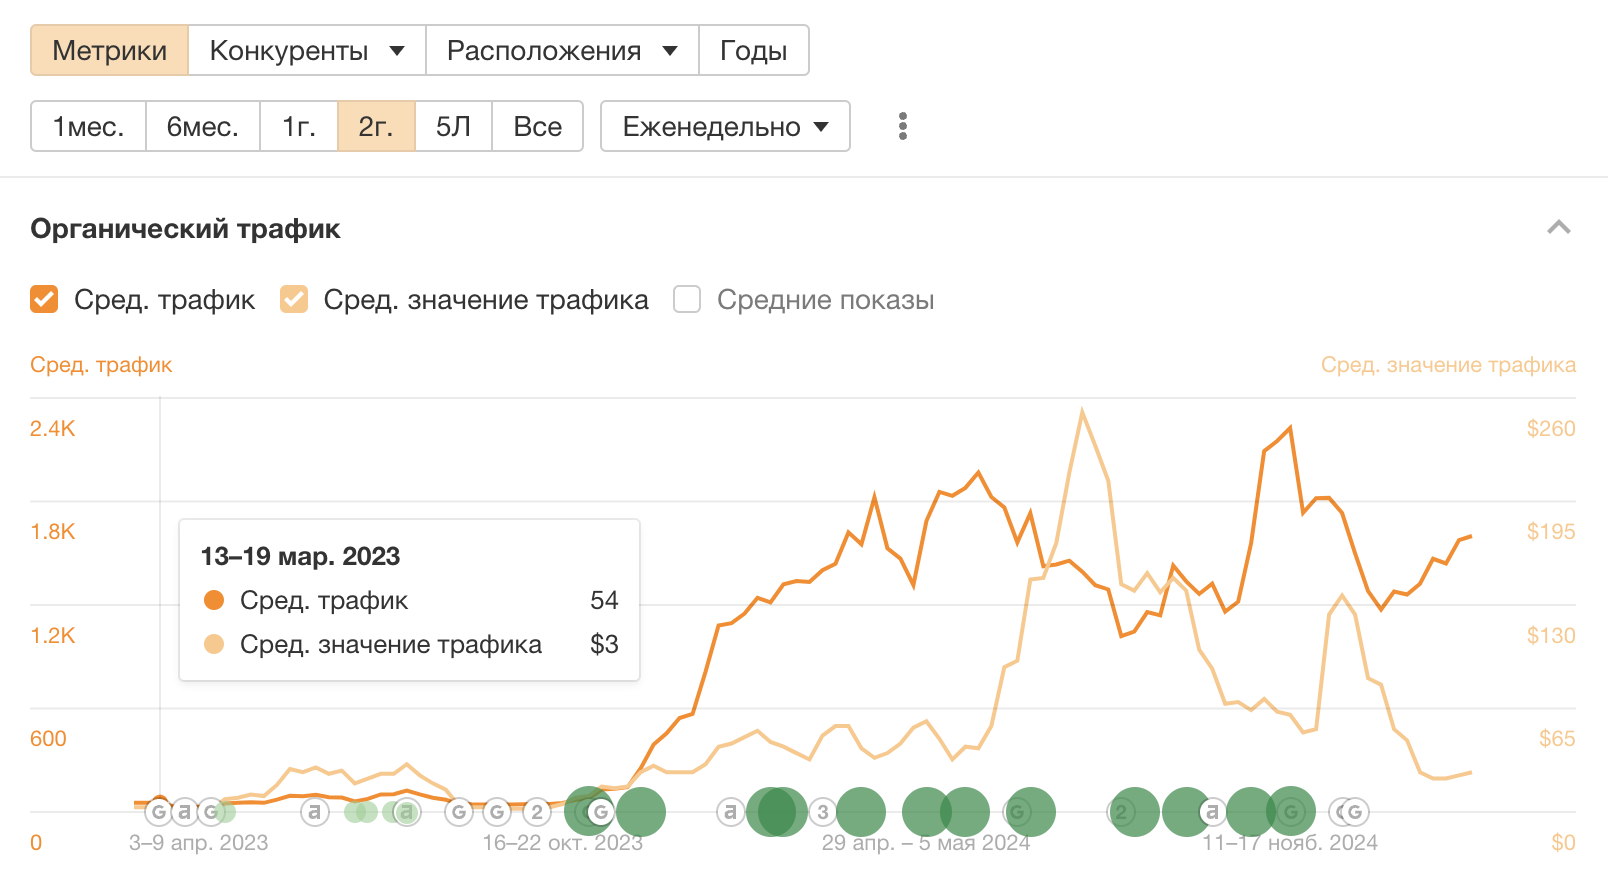 Метрики Конкуренты Расположения Годы
1мес. 6мес. 1г. 2г. 5Л Все Еженедельно
Органический трафик
Сред. трафик Сред. значение трафика Средние показы
Сред. трафик Сред. значение трафика
2.4K $260
1.8K $195
13–19 мар. 2023
Сред. трафик 54
Сред. значение трафика $3
1.2K $130
600 $65
G a G a a G G 2 G a 3 G 2 a G G
0 3–9 апр. 2023 16–22 окт. 2023 29 апр. – 5 мая 2024 11–17 нояб. 2024 $0